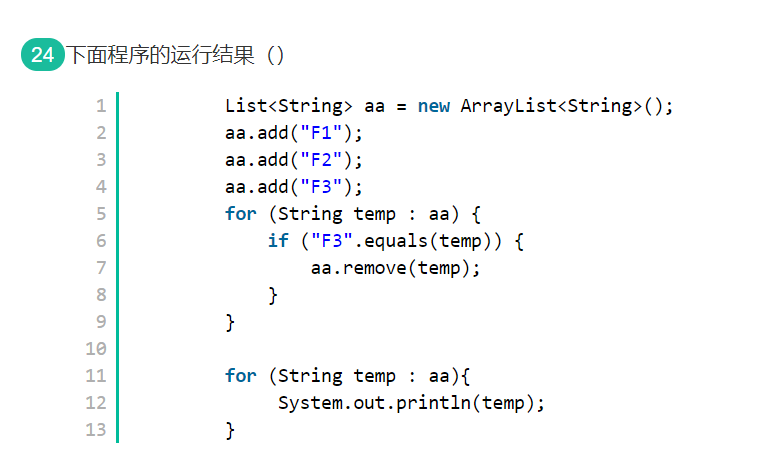 24 下面程序的运行结果（）
1 List<String> aa = new ArrayList<String>();
2 aa.add("F1");
3 aa.add("F2");
4 aa.add("F3");
5 for (String temp : aa) {
6 if ("F3".equals(temp)) {
7 aa.remove(temp);
8 }
9 }
10
11 for (String temp : aa){
12 System.out.println(temp);
13 }